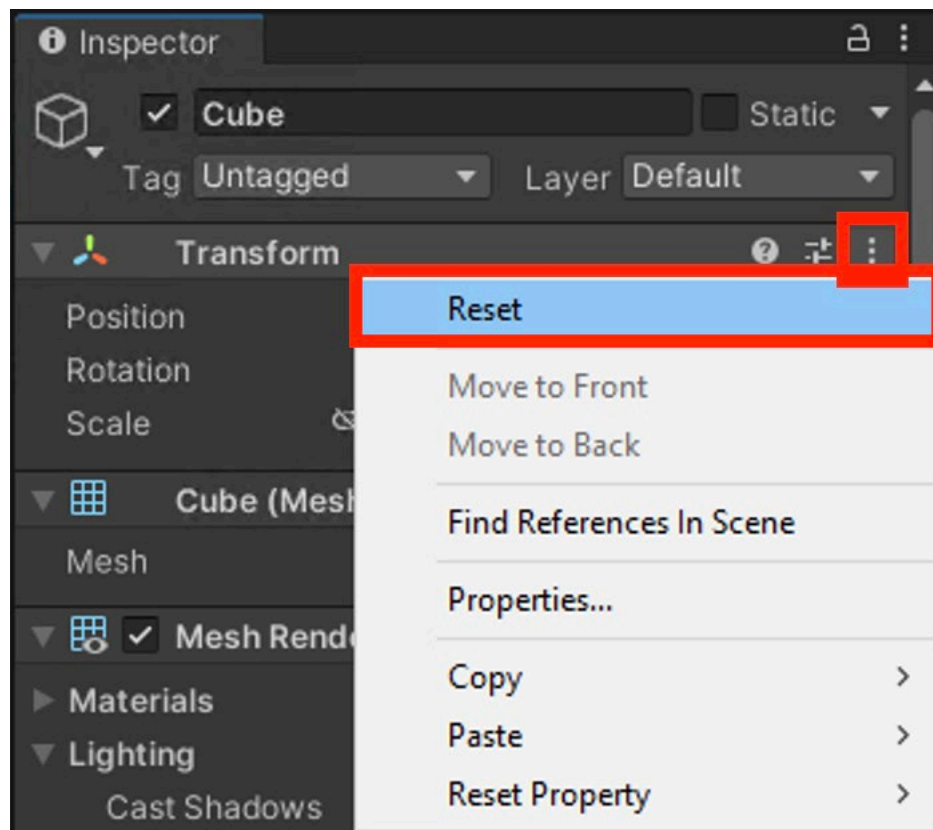 Inspector
Cube Static
Tag Untagged Layer Default
Transform
Reset
Position
Rotation
Scale
Move to Front
Move to Back
Cube (Mesh
Find References In Scene
Mesh
Properties...
Mesh Rende
Copy
Materials
Paste
Lighting
Reset Property
Cast Shadows